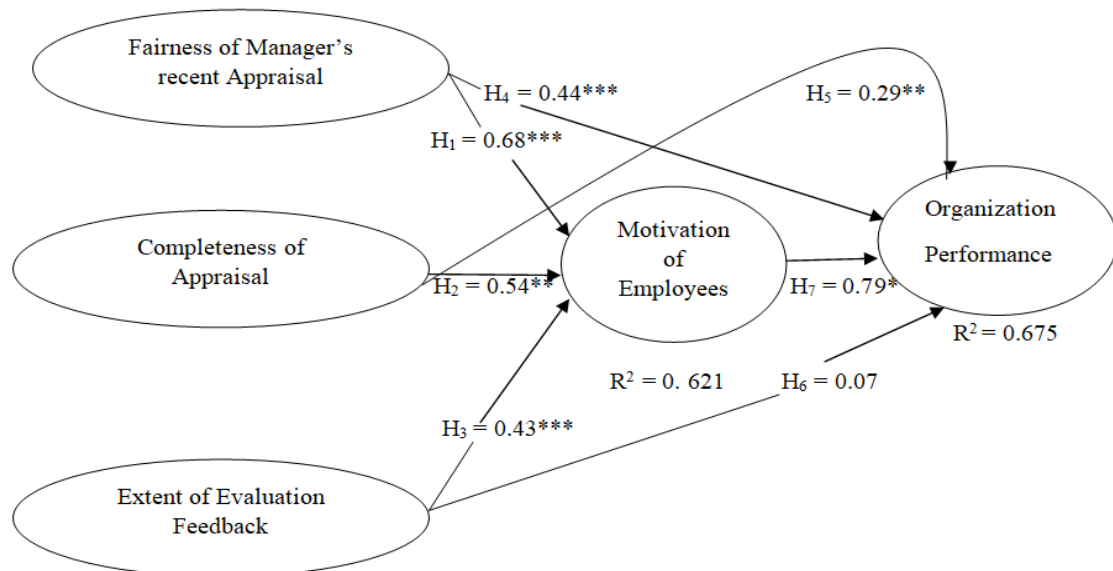 Fairness of Manager's
recent Appraisal
H4 = 0.44***
H5 = 0.29**
H1 = 0.68***
Organization
Performance
Motivation
of
Employees
Completeness of
Appraisal
H2 = 0.54**
H7 = 0.79*
R2 = 0.675
R2 = 0. 621
H6 = 0.07
H3 = 0.43***
Extent of Evaluation
Feedback